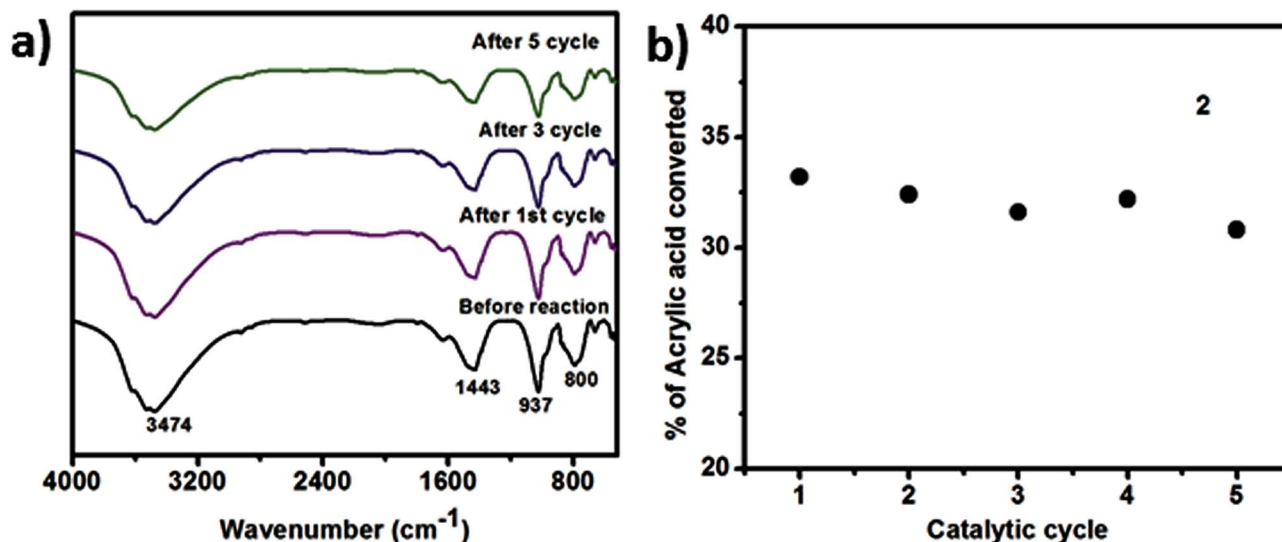 a)
After 5 cycle
After 3 cycle
After 1st cycle
Before reaction
3474
1443
937
800
4000 3200 2400 1600 800
Wavenumber (cm-1)
b)
2
40
35
30
25
20
% of Acrylic acid converted
1 2 3 4 5
Catalytic cycle